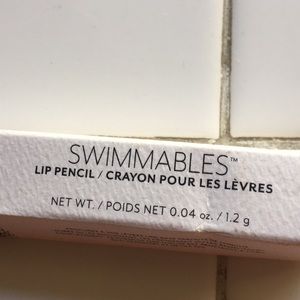 SWIMMABLES™
LIP PENCIL / CRAYON POUR LES LÈVRES
NET WT. / POIDS NET 0.04 oz. / 1.2 g